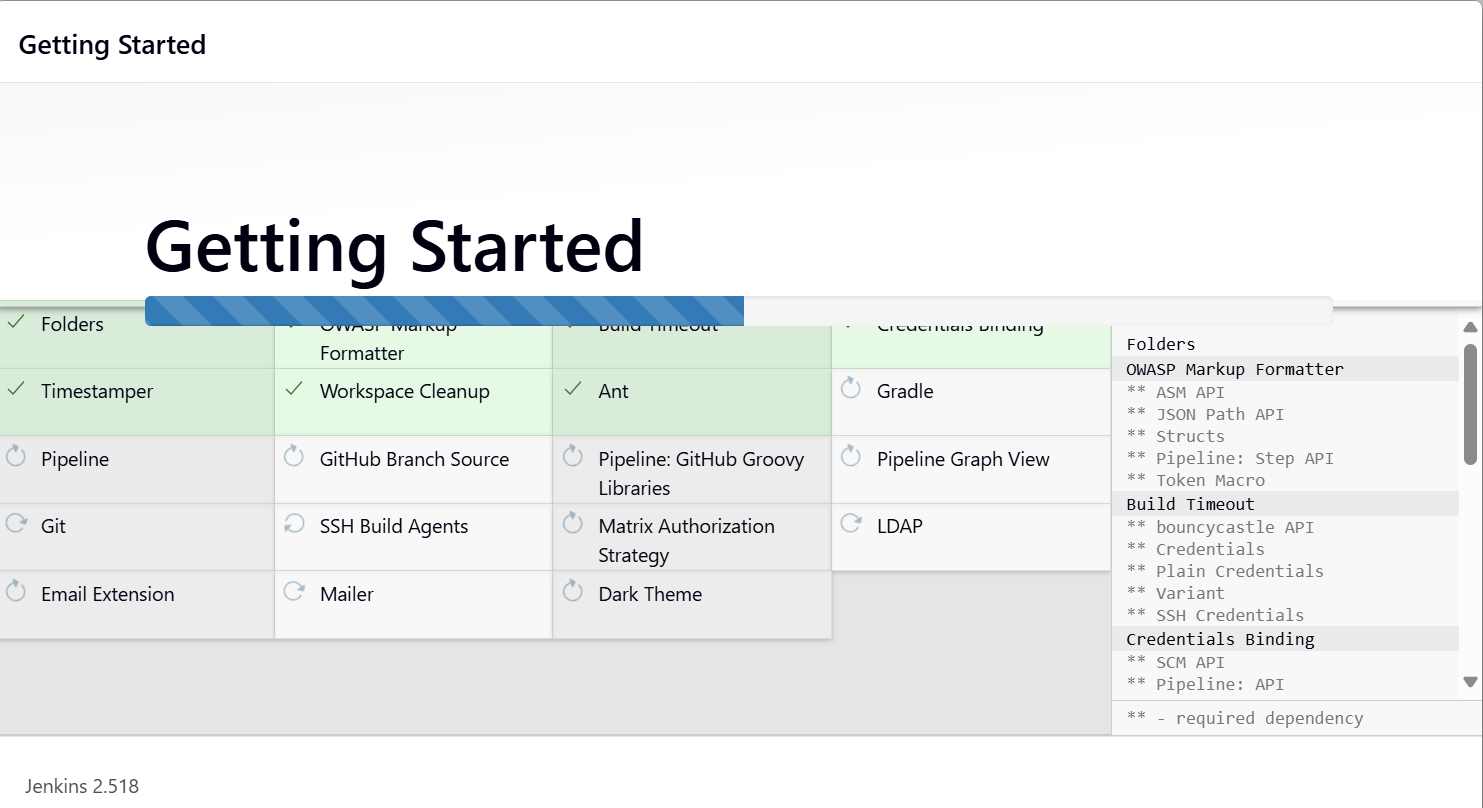 Getting Started
Getting Started
Folders
OWASP Markup
Formatter
Build Timeout
Credentials Binding
Timestamper
Workspace Cleanup
Ant
Gradle
Pipeline
GitHub Branch Source
Pipeline: GitHub Groovy
Libraries
Pipeline Graph View
Git
SSH Build Agents
Matrix Authorization
Strategy
LDAP
Email Extension
Mailer
Dark Theme
Folders
OWASP Markup Formatter
** ASM API
** JSON Path API
** Structs
** Pipeline: Step API
** Token Macro
Build Timeout
** bouncycastle API
** Credentials
** Plain Credentials
** Variant
** SSH Credentials
Credentials Binding
** SCM API
** Pipeline: API
** - required dependency
Jenkins 2.518